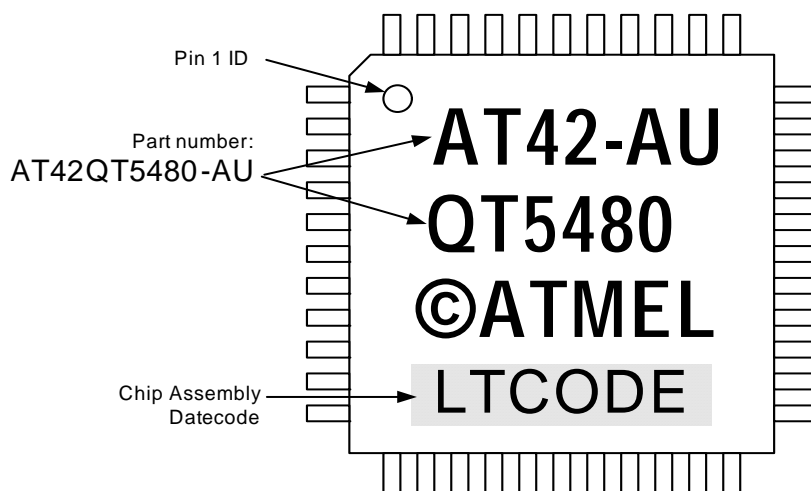 Pin 1 ID
AT42-AU
Part number:
AT42QT5480-AU
QT5480
©ATMEL
Chip Assembly
Datecode
LTCODE